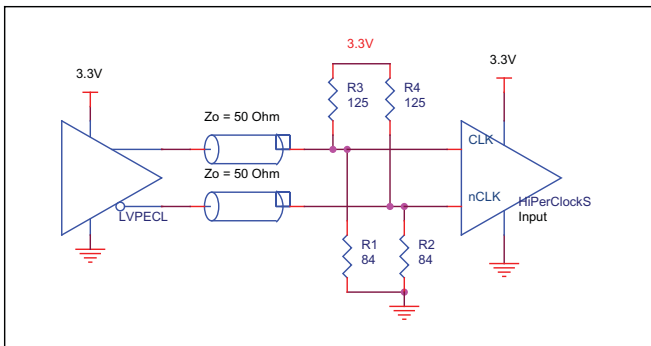 3.3V
3.3V
3.3V
R3
125
R4
125
Zo = 50 Ohm
CLK
Zo = 50 Ohm
nCLK
HiPerClockS
Input
LVPECL
R1
84
R2
84